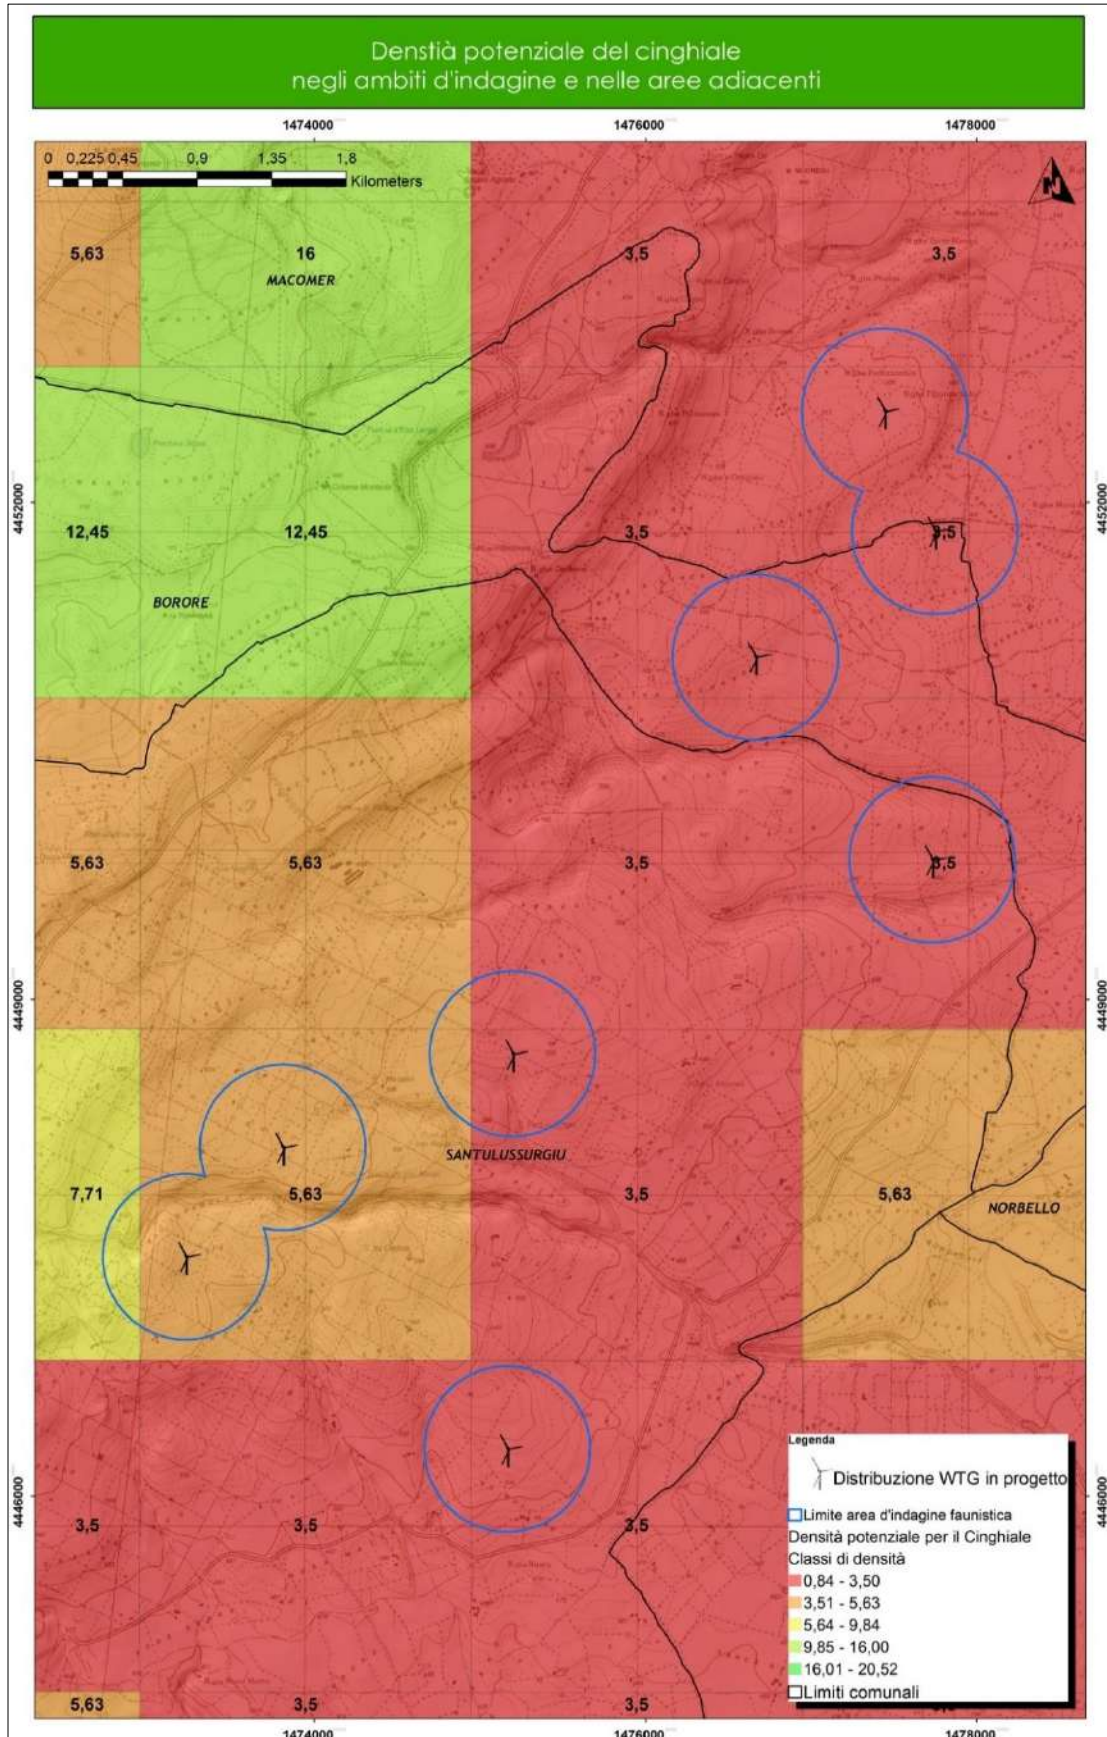 Denstià potenziale del cinghiale
negli ambiti d'indagine e nelle aree adiacenti
1474000 1476000 1478000
0 0,225 0,45 0,9 1,35 1,8
Kilometers
N
5,63 16 3,5 3,5
MACOMER
4452000 4452000
12,45 12,45 3,5 3,5
BORORE
5,63 5,63 3,5 3,5
4449000 4449000
SANTULUSSURGIU
7,71 5,63 3,5 5,63
NORBELLO
Legenda
Distribuzione WTG in progetto
4446000 4446000
Limite area d'indagine faunistica
3,5 3,5 3,5
Densità potenziale per il Cinghiale
Classi di densità
0,84 - 3,50
3,51 - 5,63
5,64 - 9,84
9,85 - 16,00
16,01 - 20,52
Limiti comunali
5,63 3,5 3,5
1474000 1476000 1478000